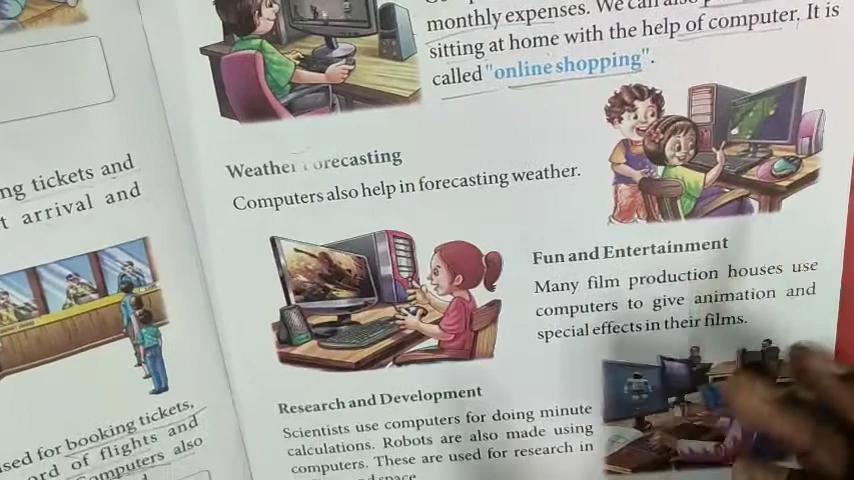 monthly expenses. We can also
sitting at home with the help of computer. It is
called "online shopping".
ng tickets and
t arrival and
Weather Forecasting
Computers also help in forecasting weather.
Fun and Entertainment
Many film production houses use
computers to give animation and
special effects in their films.
Research and Development
Scientists use computers for doing minute
calculations. Robots are also made using
computers. These are used for research in
space
sed for booking tickets,
ord of flights and
omputers also